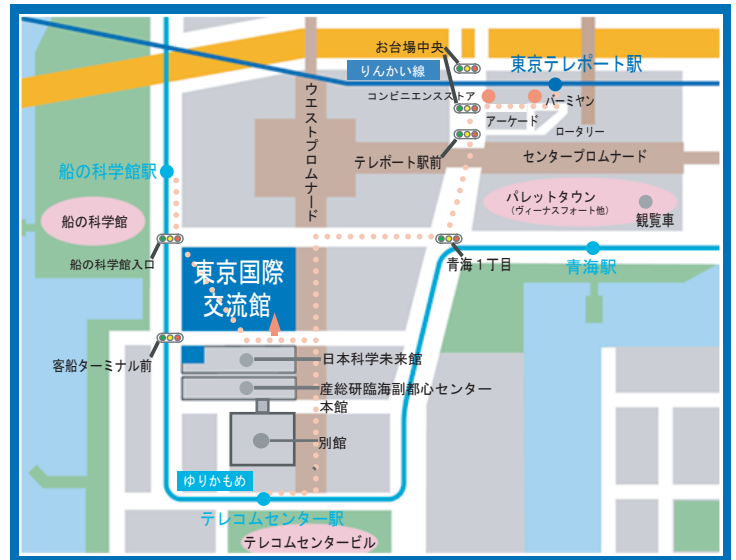 お台場中央
りんかい線
東京テレポート駅
コンビニエンスストア
バーミヤン
アーケード
ロータリー
ウエストプロムナード
テレポート駅前
センタープロムナード
船の科学館駅
パレットタウン
（ヴィーナスフォート他）
観覧車
船の科学館
船の科学館入口
東京国際
交流館
青海１丁目
青海駅
客船ターミナル前
日本科学未来館
産総研臨海副都心センター
本館
別館
ゆりかもめ
テレコムセンター駅
テレコムセンタービル